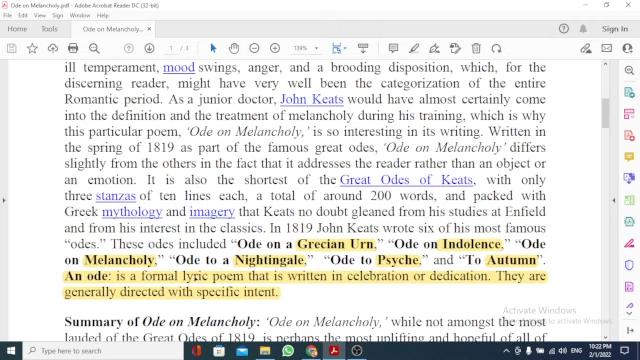 Ode on Melancholy.pdf - Adobe Acrobat Reader DC (32-bit)
File Edit View Sign Window Help
Home Tools Ode on Melancholy.... ×
1 / 3 139%
ill temperament, mood swings, anger, and a brooding disposition, which, for the
discerning reader, might have very well been the categorization of the entire
Romantic period. As a junior doctor, John Keats would have almost certainly come
into the definition and the treatment of melancholy during his training, which is why
this particular poem, ‘Ode on Melancholy’, is so interesting in its writing. Written in
the spring of 1819 as part of the famous great odes, ‘Ode on Melancholy’ differs
slightly from the others in the fact that it addresses the reader rather than an object or
an emotion. It is also the shortest of the Great Odes of Keats, with only
three stanzas of ten lines each, a total of around 200 words, and packed with
Greek mythology and imagery that Keats no doubt gleaned from his studies at Enfield
and from his interest in the classics. In 1819 John Keats wrote six of his most famous
“odes.” These odes included “Ode on a Grecian Urn,” “Ode on Indolence,” “Ode
on Melancholy,” “Ode to a Nightingale,” “Ode to Psyche,” and “To Autumn”.
An ode: is a formal lyric poem that is written in celebration or dedication. They are
generally directed with specific intent.
Activate Windows
Go to Settings to activate Windows.
Summary of Ode on Melancholy: ‘Ode on Melancholy,’ while not amongst the most
lauded of the Great Odes of 1819, is perhaps the most uplifting and hopeful of all of
Type here to search
ENG
10:22 PM
2/1/2022